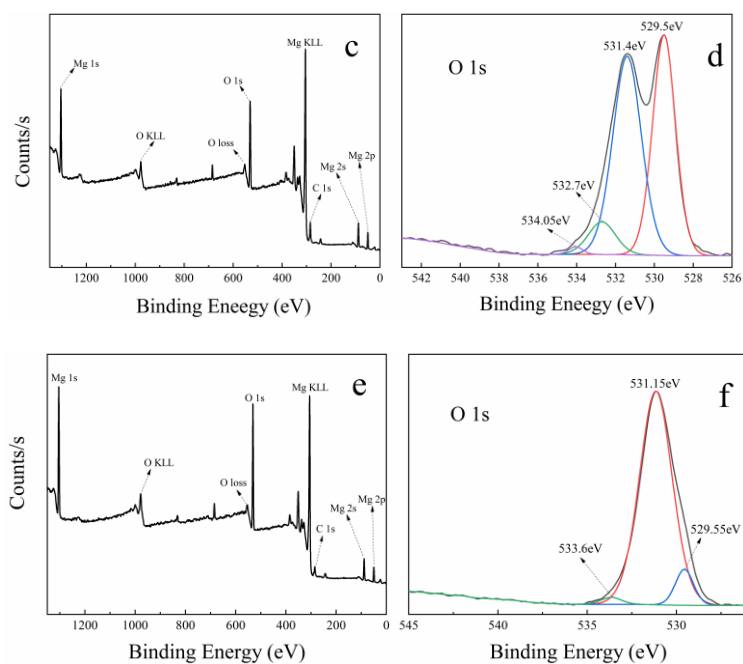 c
Mg KLL
Mg 1s
O 1s
O KLL
O loss
Mg 2p
Mg 2s
C 1s
Counts/s
1200 1000 800 600 400 200 0
Binding Eneegy (eV)
d
529.5eV
531.4eV
O 1s
532.7eV
534.05eV
542 540 538 536 534 532 530 528 526
Binding Eneegy (eV)
e
Mg 1s
O 1s
Mg KLL
O KLL
O loss
Mg 2s
Mg 2p
C 1s
Counts/s
1200 1000 800 600 400 200 0
Binding Energy (eV)
f
531.15eV
O 1s
529.55eV
533.6eV
545 540 535 530
Binding Energy (eV)